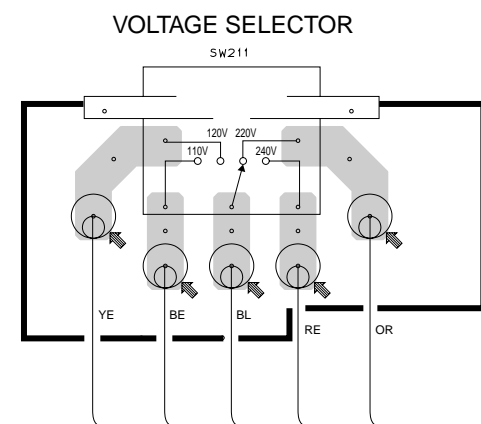 VOLTAGE SELECTOR
SW211
120V 220V
110V 240V
YE BE BL RE OR